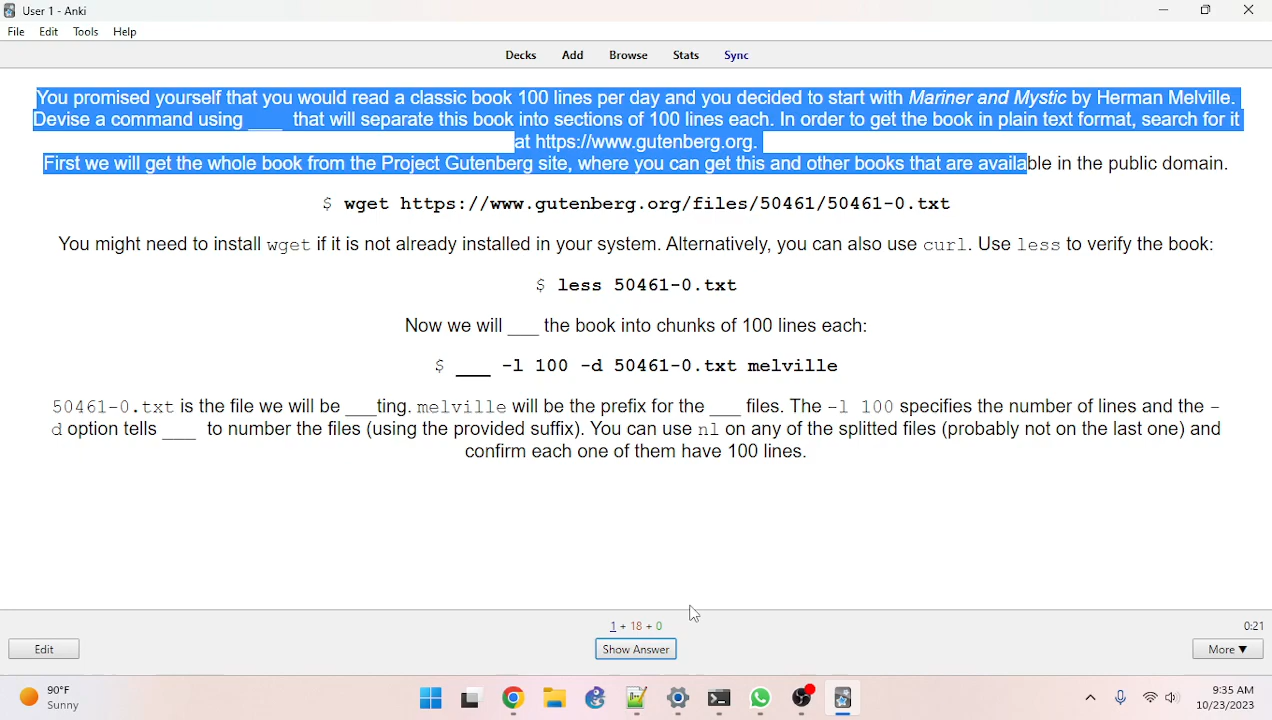 User 1 - Anki
File Edit Tools Help
Decks Add Browse Stats Sync
You promised yourself that you would read a classic book 100 lines per day and you decided to start with Mariner and Mystic by Herman Melville.
Devise a command using ____ that will separate this book into sections of 100 lines each. In order to get the book in plain text format, search for it
at https://www.gutenberg.org.
First we will get the whole book from the Project Gutenberg site, where you can get this and other books that are available in the public domain.
$ wget https://www.gutenberg.org/files/50461/50461-0.txt
You might need to install wget if it is not already installed in your system. Alternatively, you can also use curl. Use less to verify the book:
$ less 50461-0.txt
Now we will ___ the book into chunks of 100 lines each:
$ ___ -l 100 -d 50461-0.txt melville
50461-0.txt is the file we will be ___ting. melville will be the prefix for the ___ files. The -l 100 specifies the number of lines and the -
d option tells ___ to number the files (using the provided suffix). You can use nl on any of the splitted files (probably not on the last one) and
confirm each one of them have 100 lines.
1 + 18 + 0 0:21
Edit Show Answer More ▼
90°F
Sunny
9:35 AM
10/23/2023